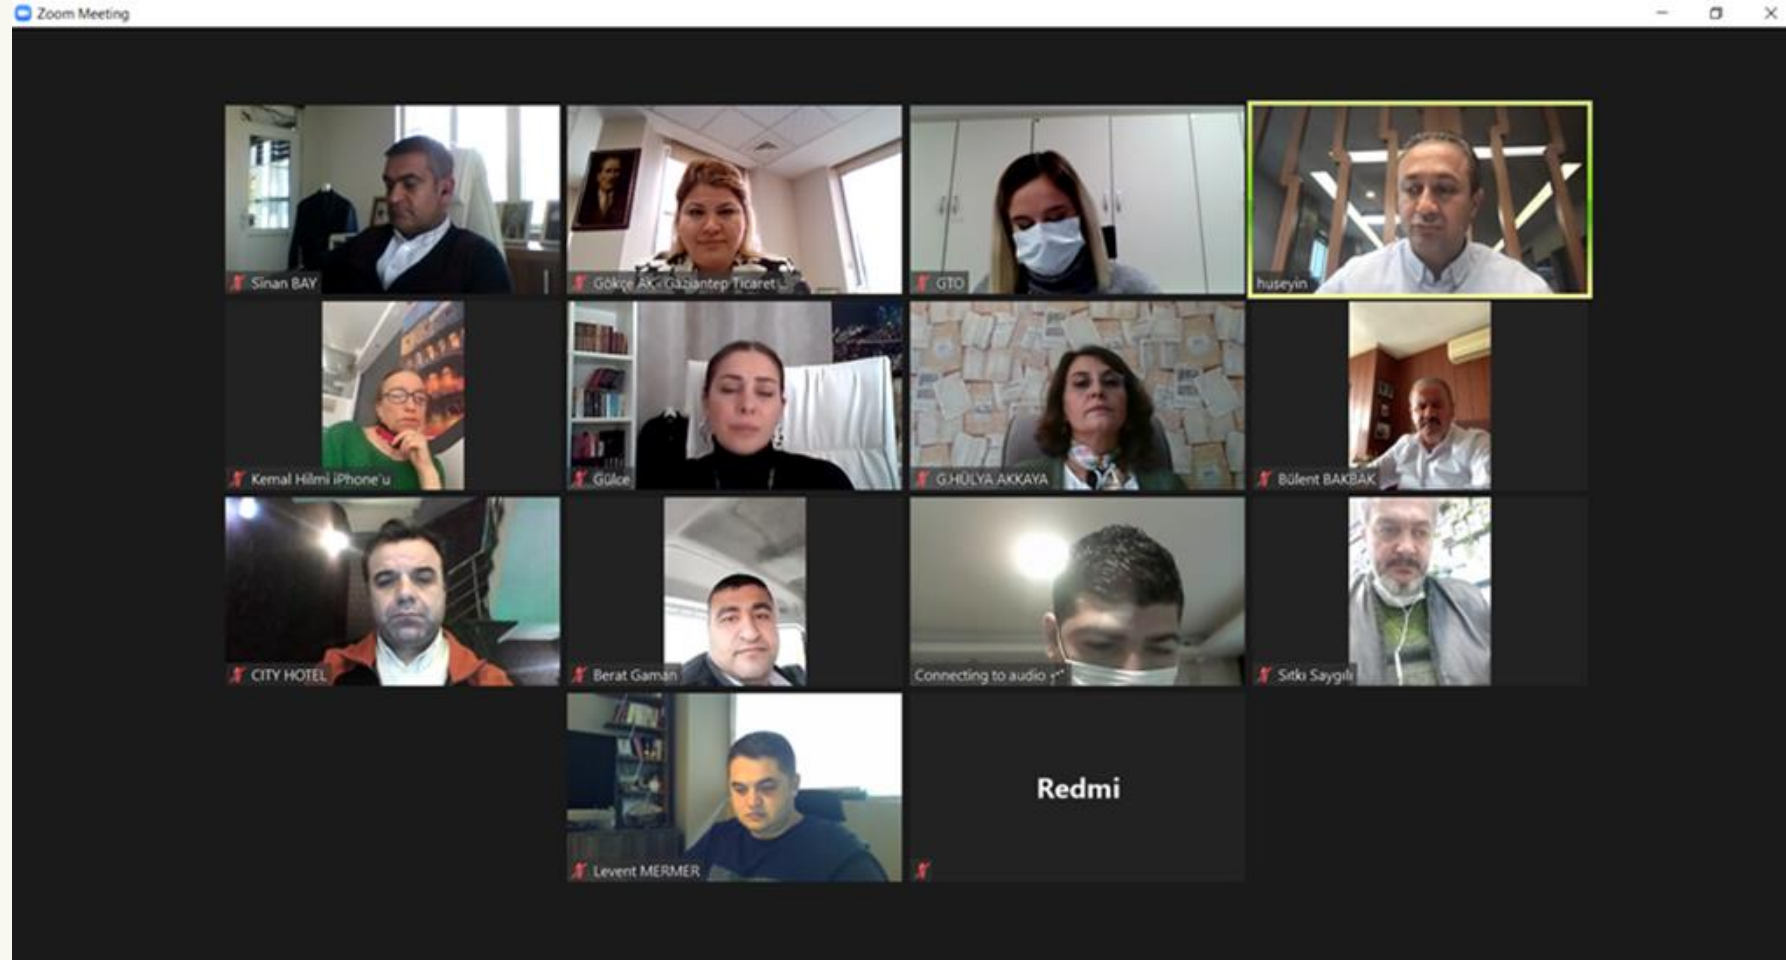 Zoom Meeting
Sinan BAY
Gökçe AK - Gaziantep Ticaret ...
GTO
huseyin
Kemal Hilmi iPhone'u
Gülce
G.HÜLYA AKKAYA
Bülent BAKBAK
CITY HOTEL
Berat Gaman
Connecting to audio
Sıtkı Saygılı
Levent MERMER
Redmi